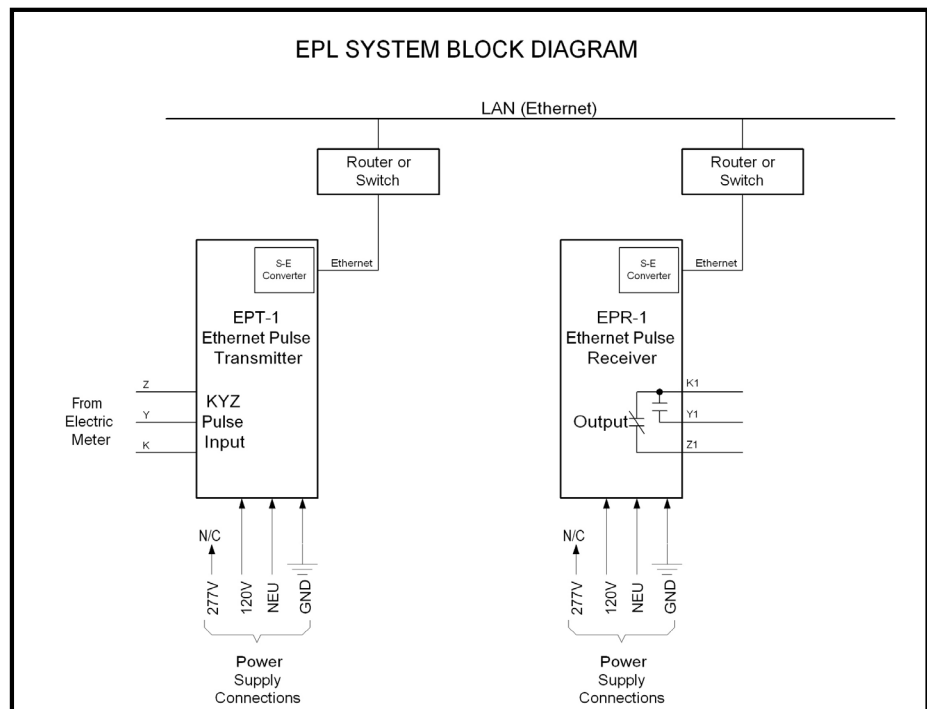 EPL SYSTEM BLOCK DIAGRAM
LAN (Ethernet)
Router or
Switch
Router or
Switch
S-E
Converter
Ethernet
EPT-1
Ethernet Pulse
Transmitter
From
Electric
Meter
Z
Y
K
KYZ
Pulse
Input
N/C
277V
120V
NEU
GND
Power
Supply
Connections
S-E
Converter
Ethernet
EPR-1
Ethernet Pulse
Receiver
Output
K1
Y1
Z1
N/C
277V
120V
NEU
GND
Power
Supply
Connections